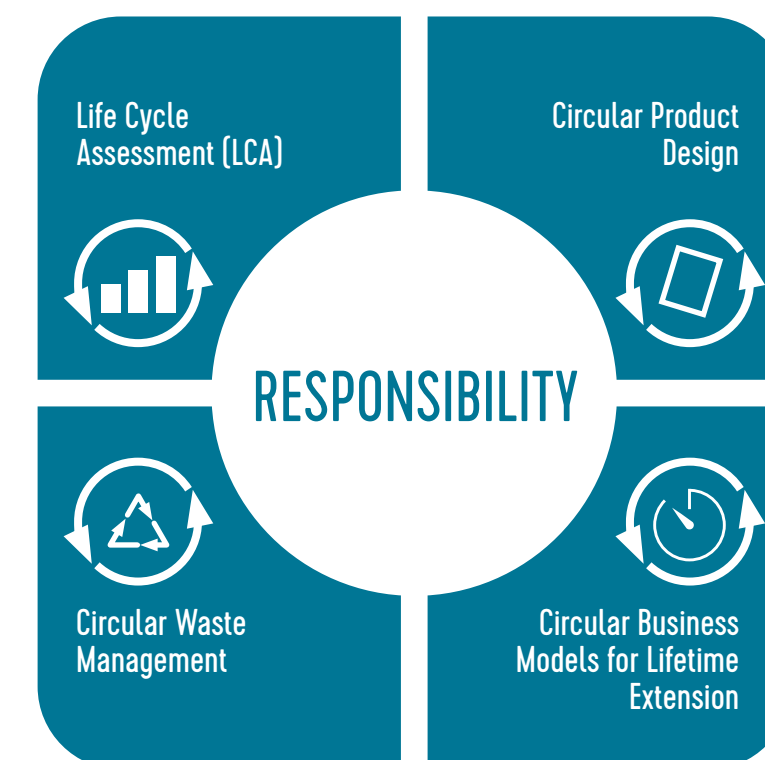 Life Cycle
Assessment (LCA)
Circular Product
Design
RESPONSIBILITY
Circular Waste
Management
Circular Business
Models for Lifetime
Extension